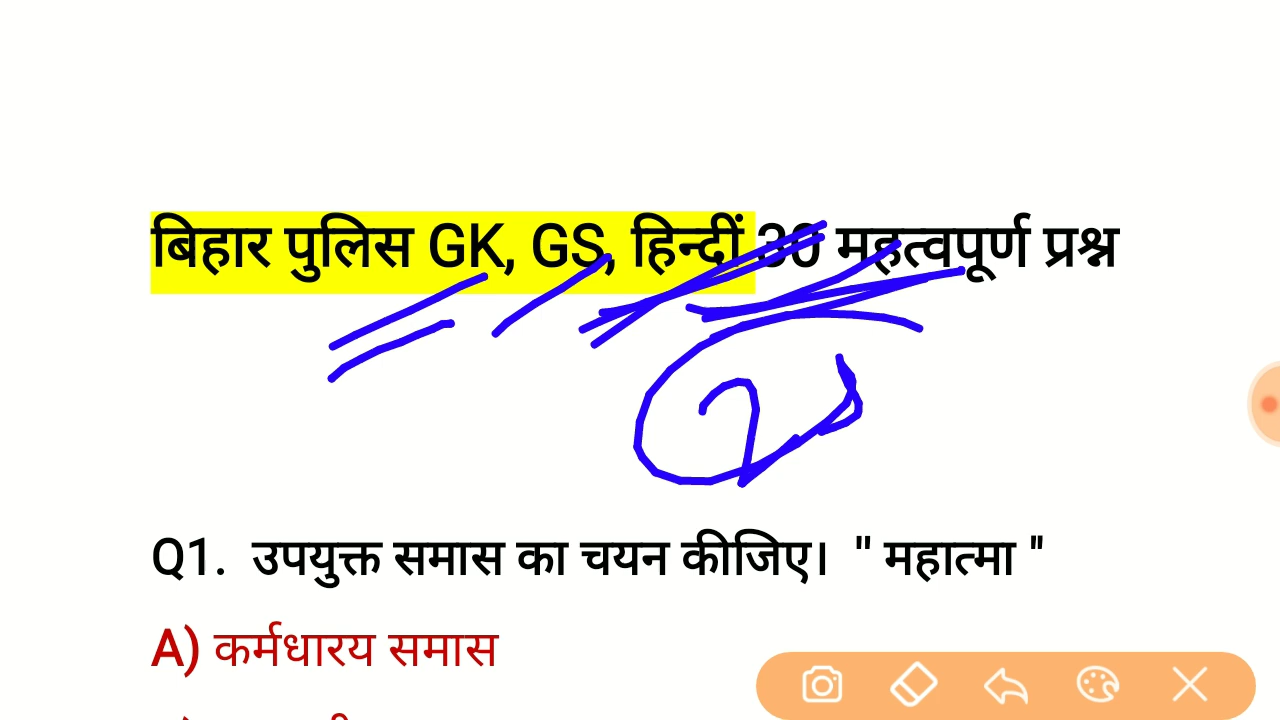 बिहार पुलिस GK, GS, हिन्दीं 30 महत्वपूर्ण प्रश्न
Q1. उपयुक्त समास का चयन कीजिए। " महात्मा "
A) कर्मधारय समास